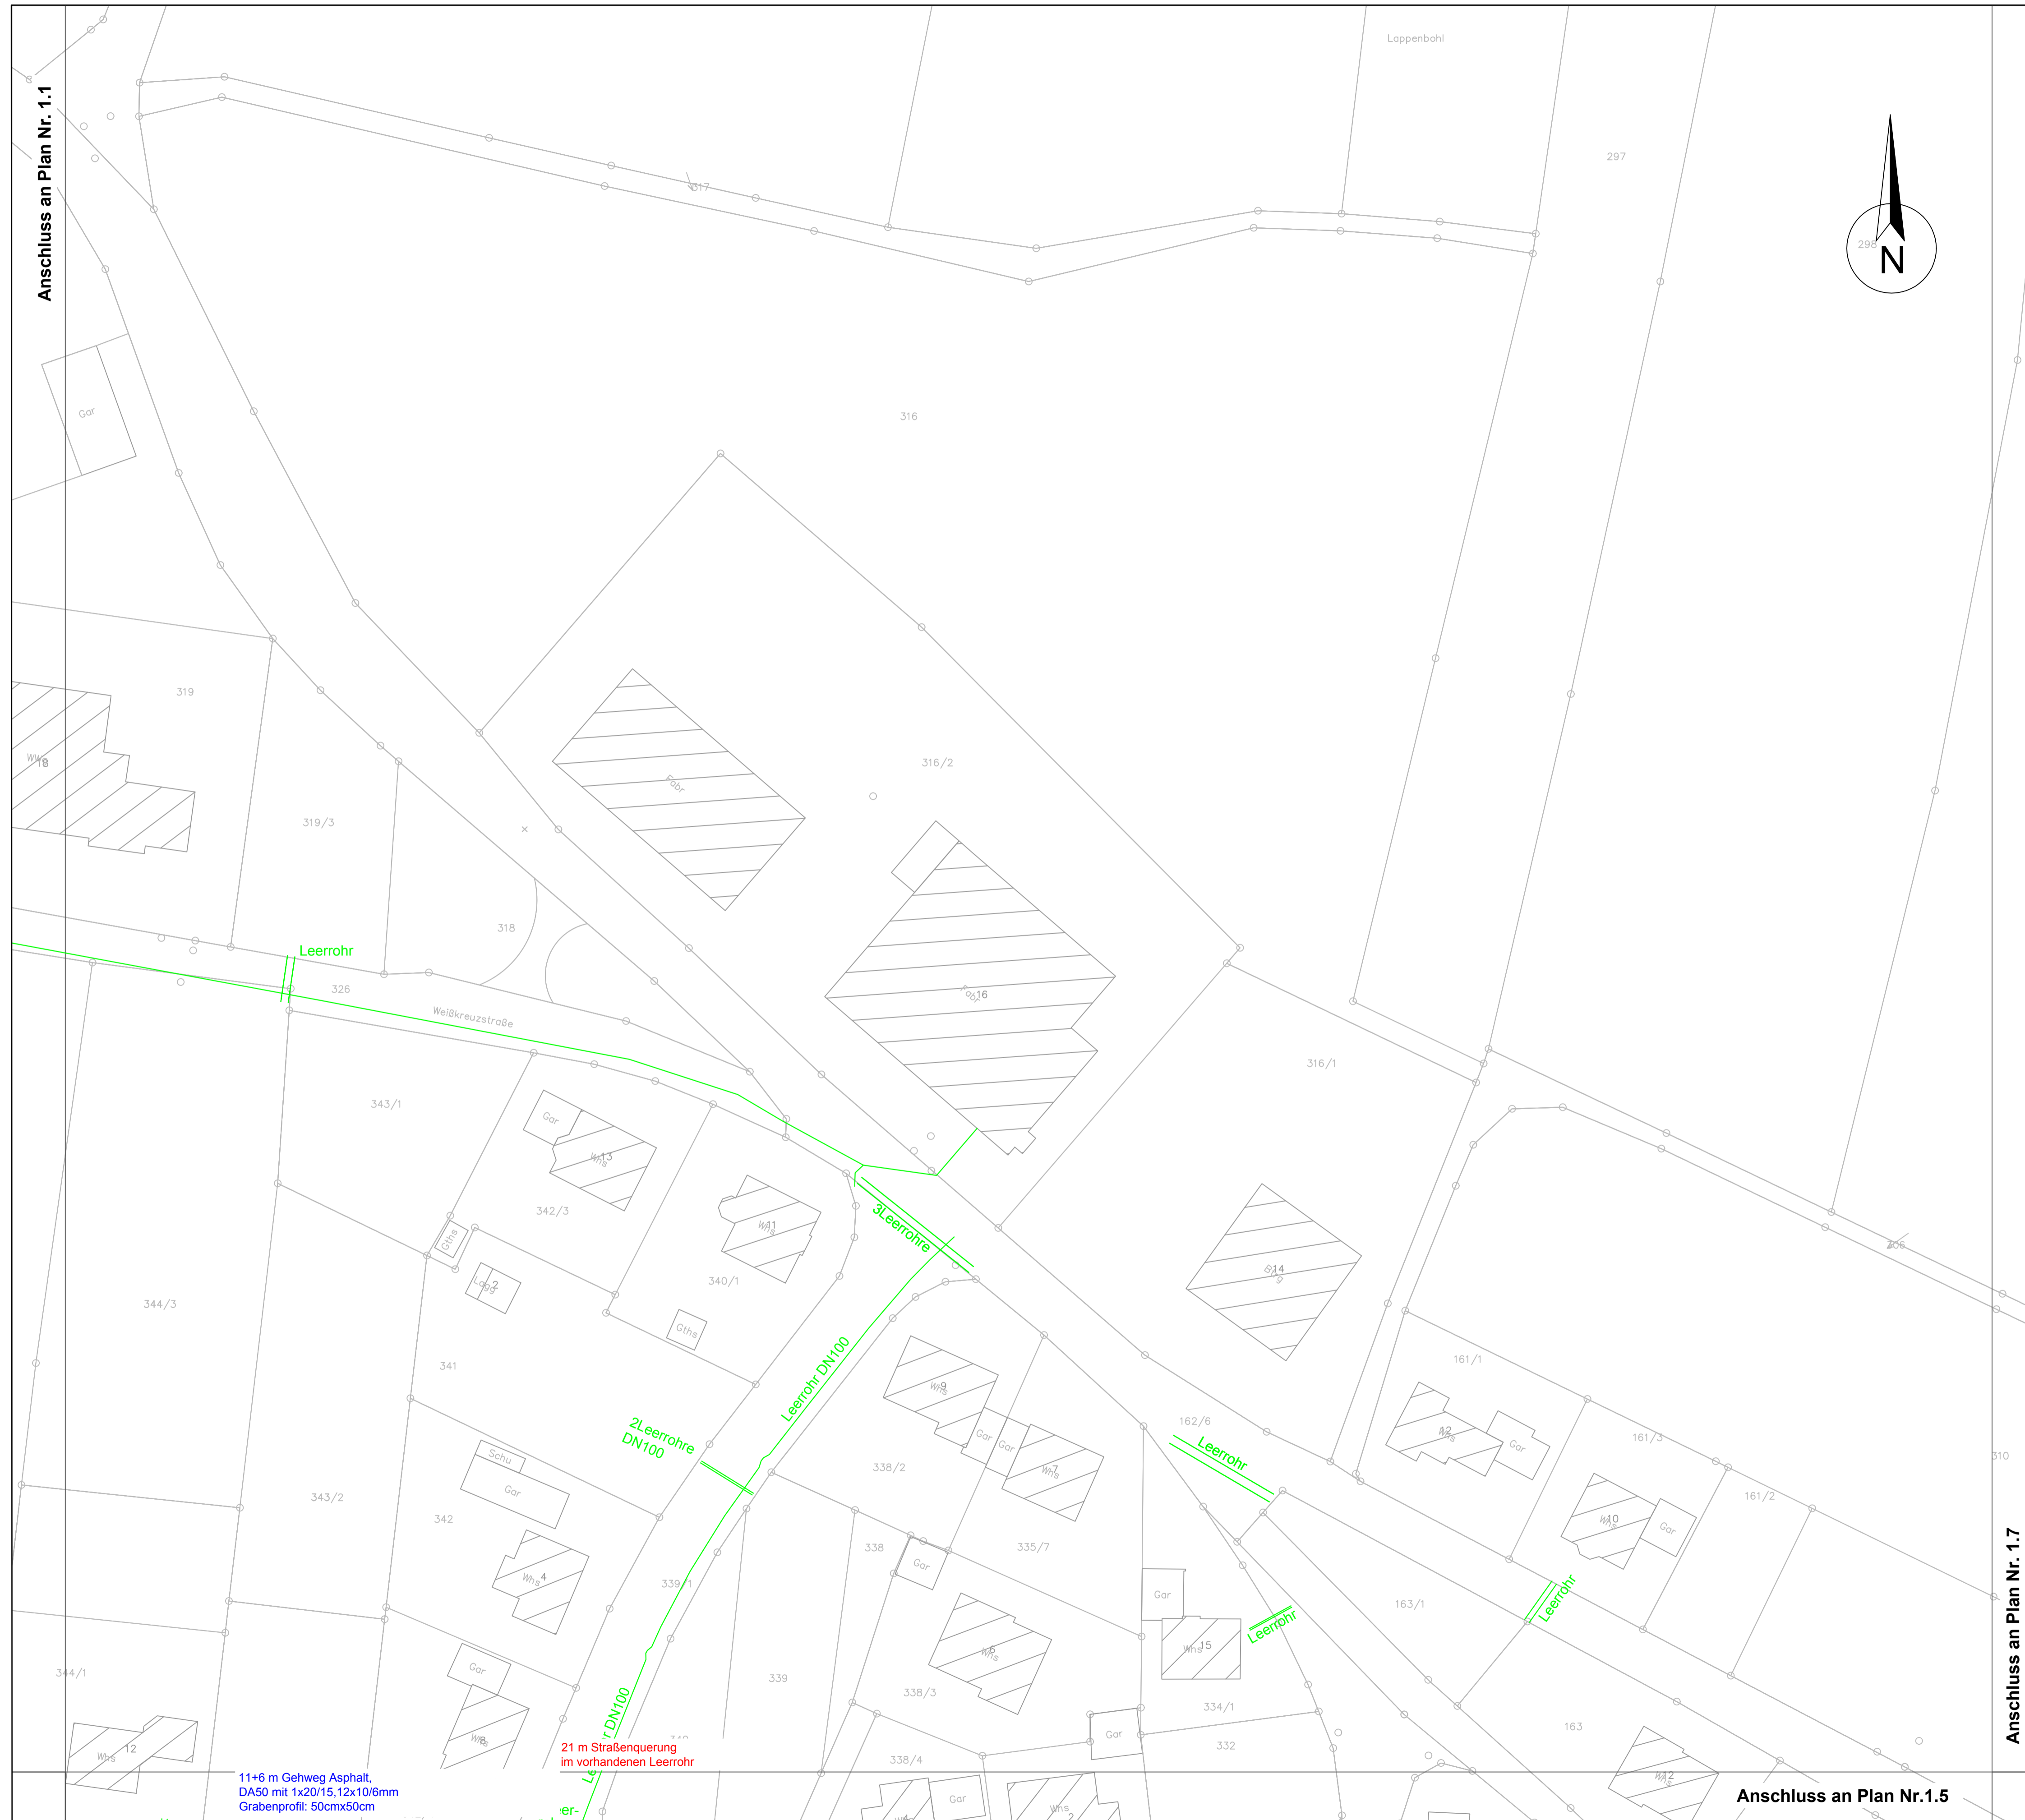 Lappenbohl
Anschluss an Plan Nr. 1.1
297
317
298
N
Gar
316
319
316/2
Fabr
319/3
318
Leerrohr
326
Weißkreuzstraße
16
316/1
343/1
Gar
13
Whs
342/3
11
Whs
3Leerrohre
Gths
Lagg
2
340/1
Gths
344/3
14
341
Leerrohr DN100
161/1
9
Whs
2Leerrohre
DN100
162/6
12
Whs
Gar
161/3
310
Leerrohr
Gar
Gar
7
Whs
Schu
Gar
338/2
161/2
343/2
342
10
Whs
Gar
338
335/7
Gar
Whs
4
339/1
Gar
163/1
Leerrohr
Leerrohr
6
Whs
Whs
15
344/1
Gar
339
338/3
334/1
Anschluss an Plan Nr. 1.7
12
Whs
8
Gar
332
163
21 m Straßenquerung
im vorhandenen Leerrohr
338/4
11+6 m Gehweg Asphalt,
DA50 mit 1x20/15,12x10/6mm
Grabenprofil: 50cmx50cm
Gar
Whs
2
12
Whs
Anschluss an Plan Nr.1.5